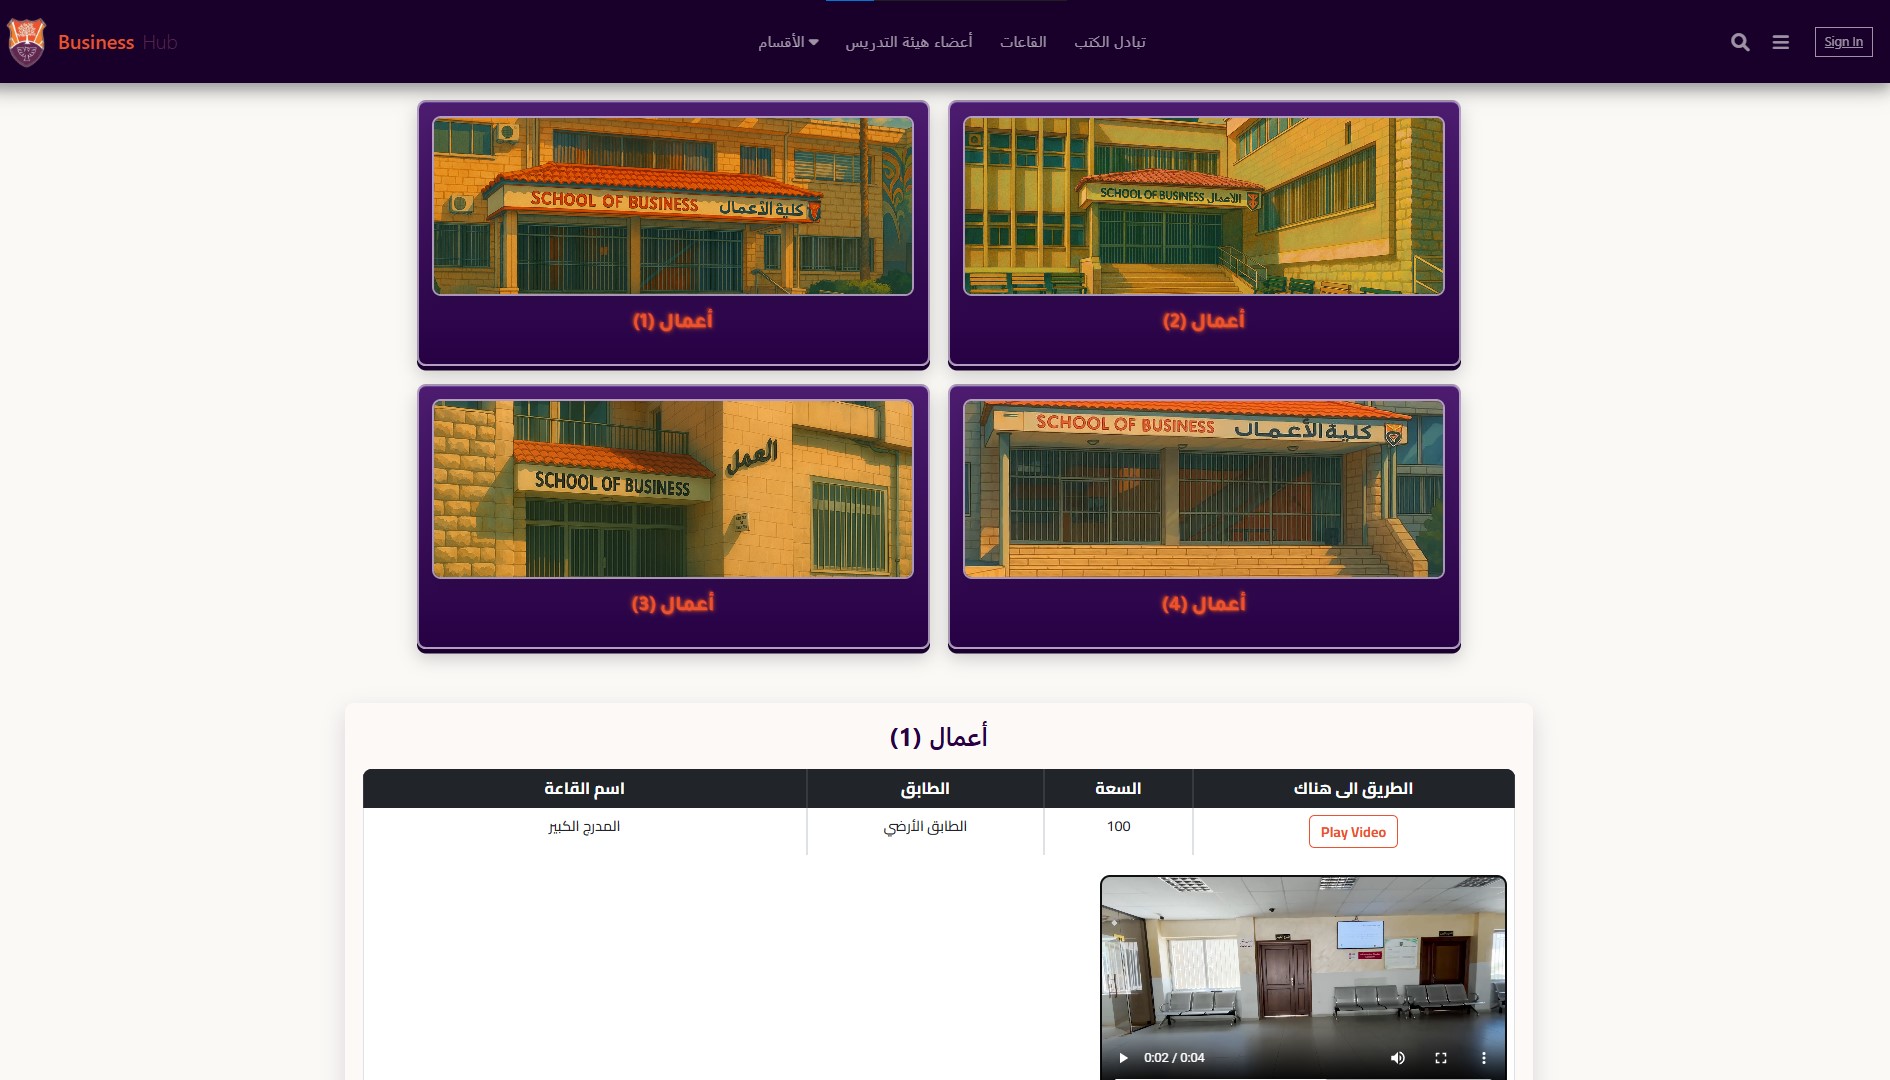 Business Hub
الأقسام
أعضاء هيئة التدريس
القاعات
تبادل الكتب
Sign In
SCHOOL OF BUSINESS كلية الأعمال
أعمال (1)
SCHOOL OF BUSINESS الأعمال
أعمال (2)
SCHOOL OF BUSINESS
العمل
أعمال (3)
SCHOOL OF BUSINESS كلية الأعمال
أعمال (4)
أعمال (1)
اسم القاعة الطابق السعة الطريق الى هناك
المدرج الكبير الطابق الأرضي 100 Play Video
0:02 / 0:04